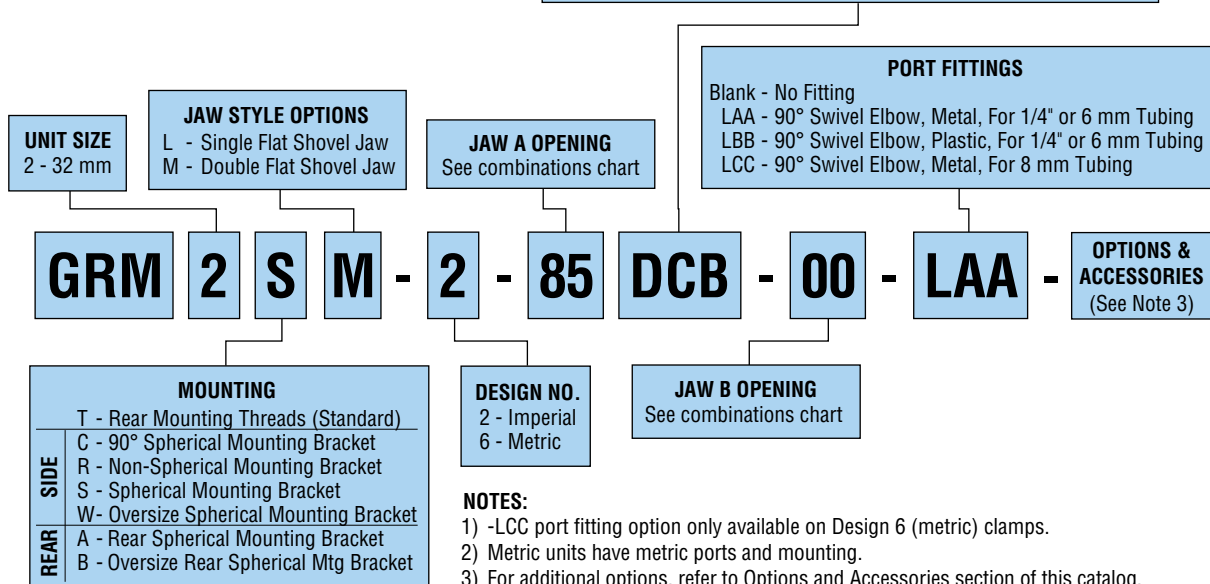 PORT FITTINGS
Blank - No Fitting
LAA - 90° Swivel Elbow, Metal, For 1/4" or 6 mm Tubing
LBB - 90° Swivel Elbow, Plastic, For 1/4" or 6 mm Tubing
LCC - 90° Swivel Elbow, Metal, For 8 mm Tubing
JAW STYLE OPTIONS
L - Single Flat Shovel Jaw
M - Double Flat Shovel Jaw
UNIT SIZE
2 - 32 mm
JAW A OPENING
See combinations chart
GRM 2 S M - 2 - 85 DCB - 00 - LAA -
OPTIONS &
ACCESSORIES
(See Note 3)
MOUNTING
T - Rear Mounting Threads (Standard)
SIDE
C - 90° Spherical Mounting Bracket
R - Non-Spherical Mounting Bracket
S - Spherical Mounting Bracket
W- Oversize Spherical Mounting Bracket
REAR
A - Rear Spherical Mounting Bracket
B - Oversize Rear Spherical Mtg Bracket
DESIGN NO.
2 - Imperial
6 - Metric
JAW B OPENING
See combinations chart
NOTES:
1) -LCC port fitting option only available on Design 6 (metric) clamps.
2) Metric units have metric ports and mounting.
3) For additional options, refer to Options and Accessories section of this catalog.